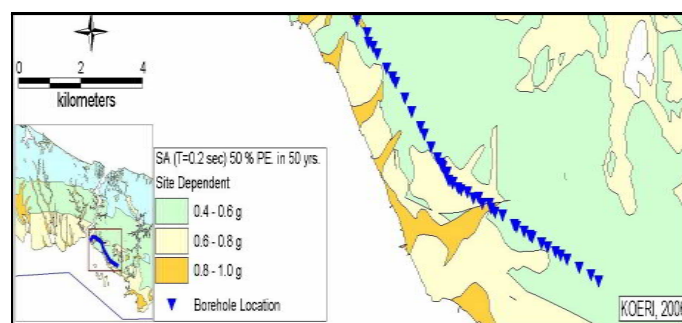 0 2 4
kilometers
SA (T=0.2 sec) 50 % PE. in 50 yrs.
Site Dependent
0.4 - 0.6 g
0.6 - 0.8 g
0.8 - 1.0 g
Borehole Location
KOERI,